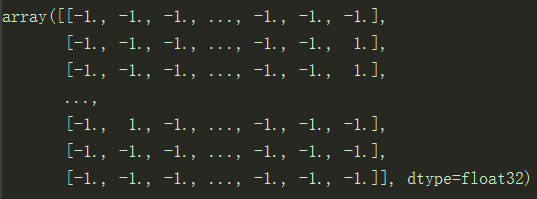 array([[-1., -1., -1., ..., -1., -1., -1.],
       [-1., -1., -1., ..., -1., -1.,  1.],
       [-1., -1., -1., ..., -1., -1.,  1.],
       ...,
       [-1.,  1., -1., ..., -1., -1., -1.],
       [-1., -1., -1., ..., -1., -1., -1.],
       [-1., -1., -1., ..., -1., -1., -1.]], dtype=float32)